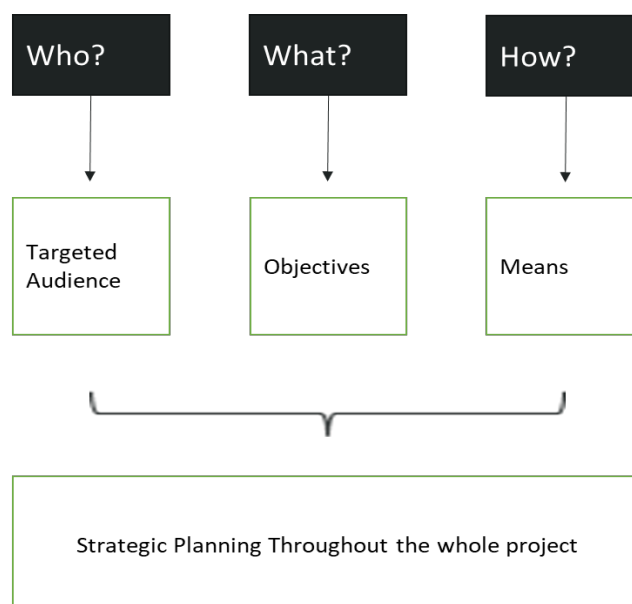 Who?
What?
How?
Targeted
Audience
Objectives
Means
Strategic Planning Throughout the whole project